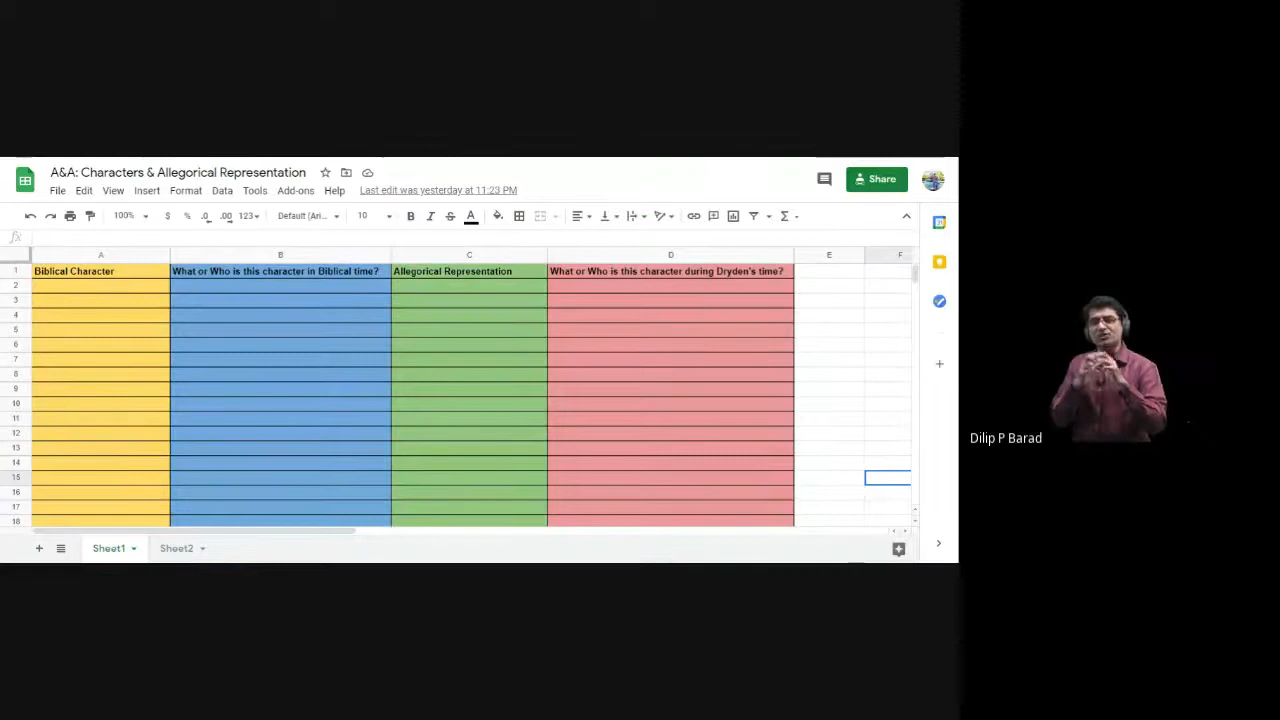 A&A: Characters & Allegorical Representation
File Edit View Insert Format Data Tools Add-ons Help Last edit was yesterday at 11:23 PM
Share
100% $ % .0 .00 123 Default (Ari... 10 B I S A
fx
A B C D E F
1 Biblical Character What or Who is this character in Biblical time? Allegorical Representation What or Who is this character during Dryden's time?
2
3
4
5
6
7
8
9
10
11
12
13
14
15
16
17
18
Sheet1 Sheet2
Dilip P Barad